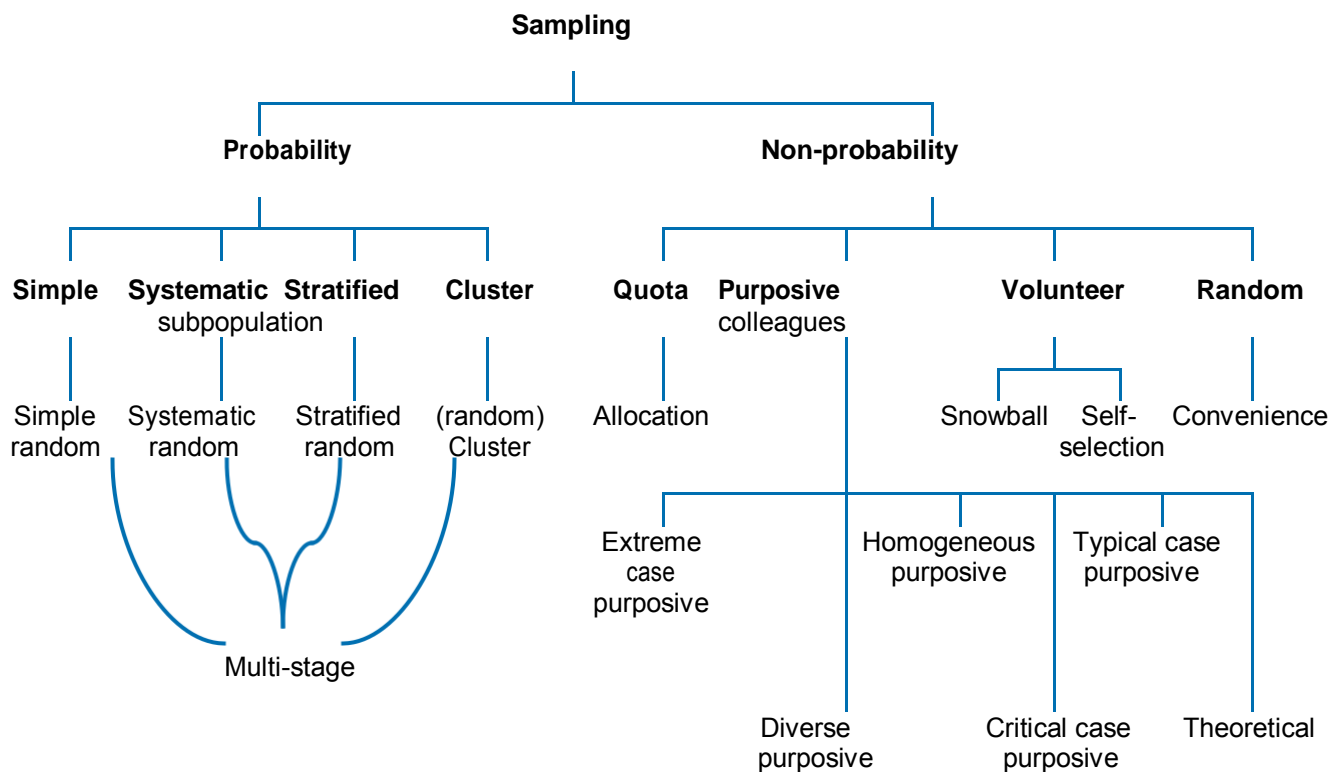 Sampling
Probability
Non-probability
Simple
Systematic
Stratified
subpopulation
Cluster
Quota
Purposive
colleagues
Volunteer
Random
Simple
random
Systematic
random
Stratified
random
(random)
Cluster
Allocation
Snowball
Self-
selection
Convenience
Extreme
case
purposive
Homogeneous
purposive
Typical case
purposive
Multi-stage
Diverse
purposive
Critical case
purposive
Theoretical